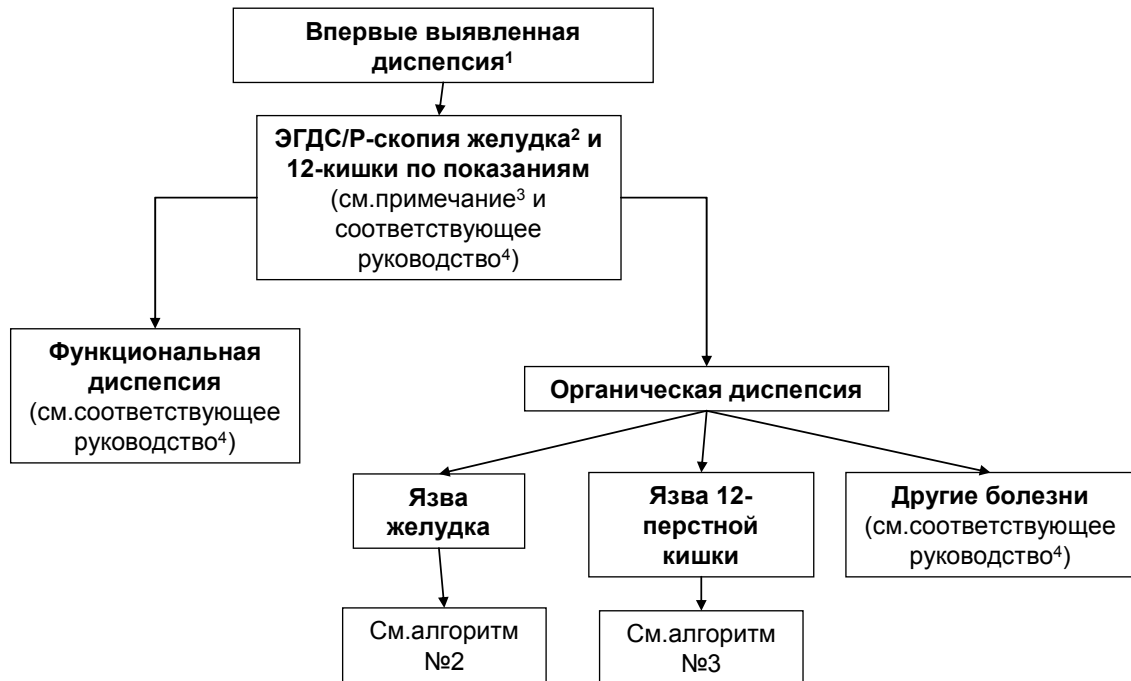 Впервые выявленная
диспепсия¹
ЭГДС/Р-скопия желудка² и
12-кишки по показаниям
(см.примечание³ и
соответствующее
руководство⁴)
Функциональная
диспепсия
(см.соответствующее
руководство⁴)
Органическая диспепсия
Язва
желудка
Язва 12-
перстной
кишки
Другие болезни
(см.соответствующее
руководство⁴)
См.алгоритм
№2
См.алгоритм
№3